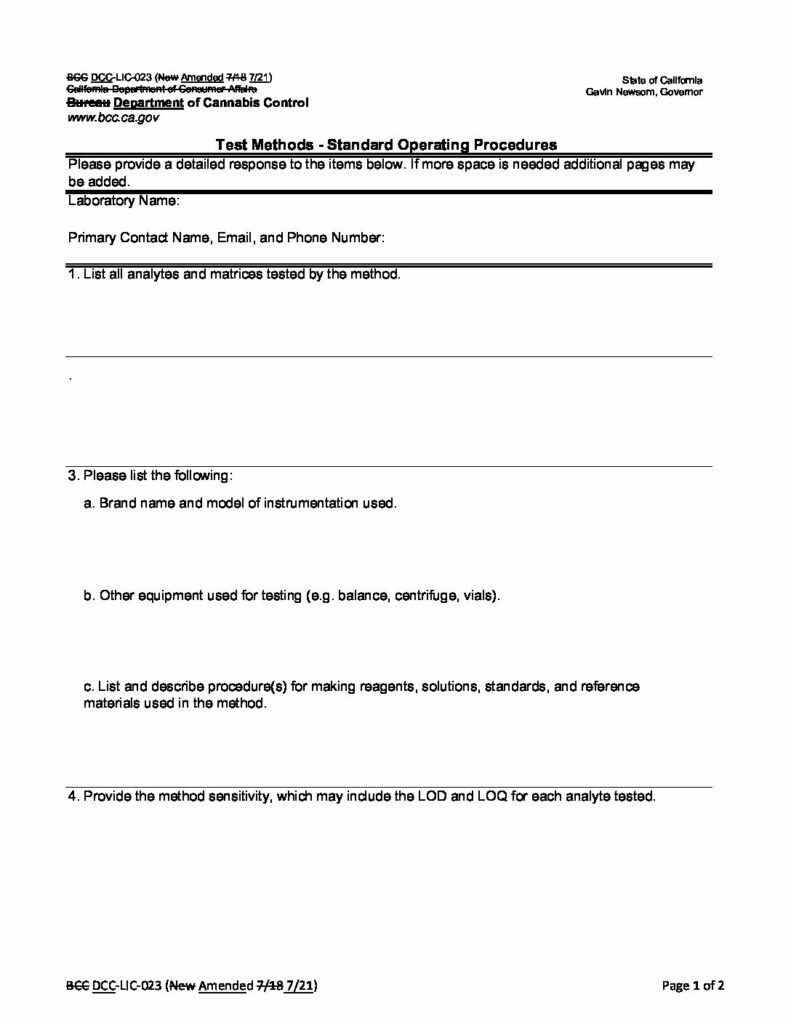 BCC DCC-LIC-023 (New Amended 7/18 7/21)
California Department of Consumer Affairs
Bureau Department of Cannabis Control
www.bcc.ca.gov
State of California
Gavin Newsom, Governor
Test Methods - Standard Operating Procedures
Please provide a detailed response to the items below. If more space is needed additional pages may
be added.
Laboratory Name:
Primary Contact Name, Email, and Phone Number:
1. List all analytes and matrices tested by the method.
.
3. Please list the following:
a. Brand name and model of instrumentation used.
b. Other equipment used for testing (e.g. balance, centrifuge, vials).
c. List and describe procedure(s) for making reagents, solutions, standards, and reference
materials used in the method.
4. Provide the method sensitivity, which may include the LOD and LOQ for each analyte tested.
BCC DCC-LIC-023 (New Amended 7/18 7/21)
Page 1 of 2